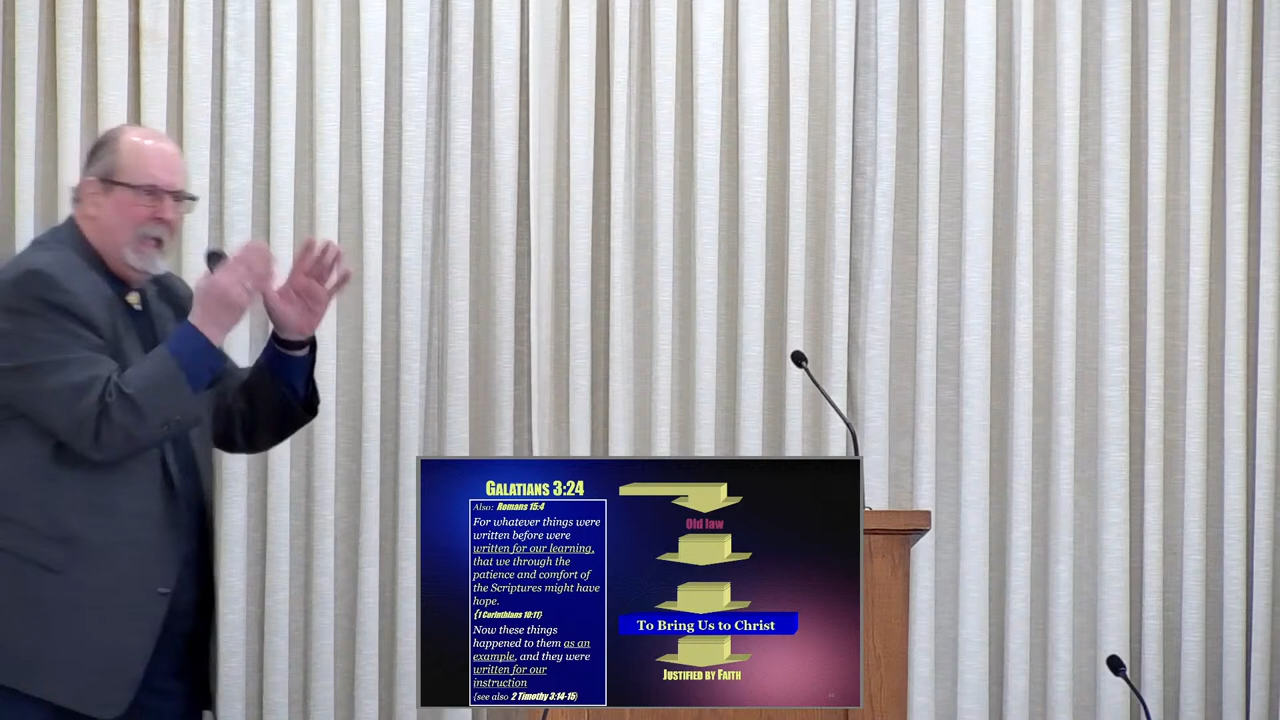 GALATIANS 3:24
Also: Romans 15:4
For whatever things were
written before were
written for our learning,
that we through the
patience and comfort of
the Scriptures might have
hope.
{1 Corinthians 10:11}
Now these things
happened to them as an
example, and they were
written for our
instruction
{see also 2 Timothy 3:14-15}
Old law
To Bring Us to Christ
JUSTIFIED BY FAITH